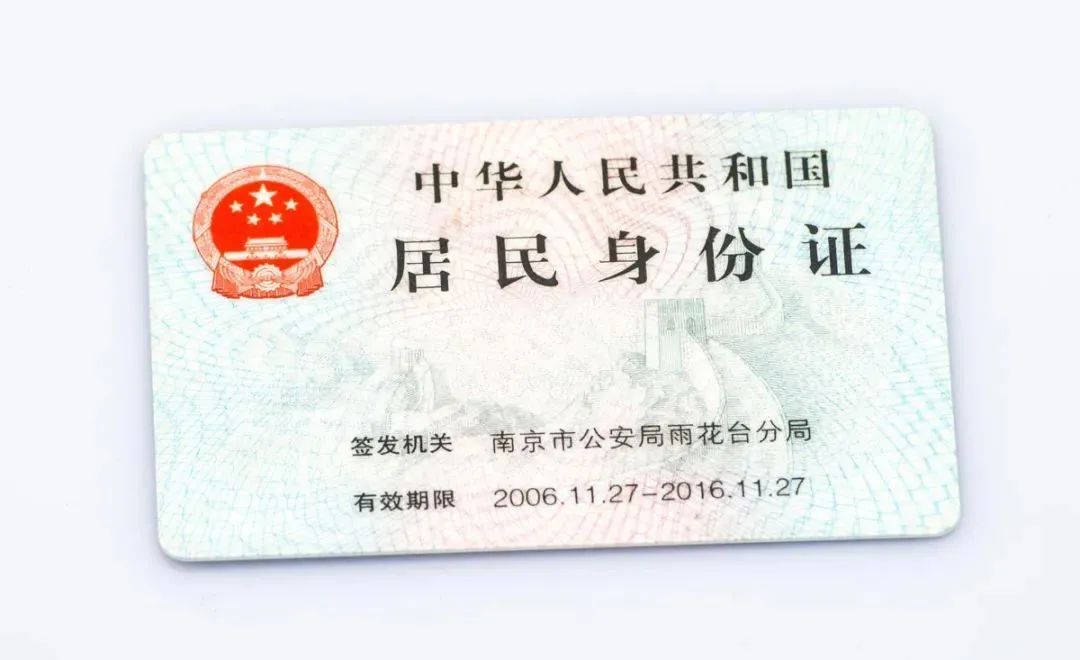 中华人民共和国
居民身份证
签发机关 南京市公安局雨花台分局
有效期限 2006.11.27-2016.11.27